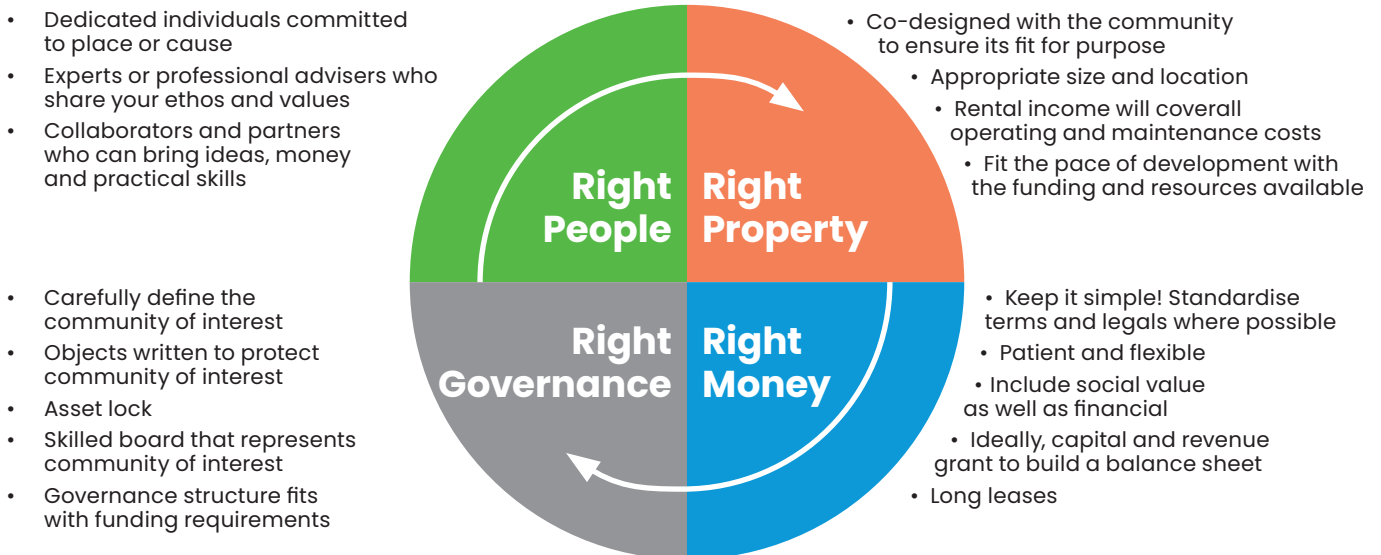 • Dedicated individuals committed
to place or cause
• Experts or professional advisers who
share your ethos and values
• Collaborators and partners
who can bring ideas, money
and practical skills
Right
People
• Co-designed with the community
to ensure its fit for purpose
• Appropriate size and location
• Rental income will coverall
operating and maintenance costs
• Fit the pace of development with
the funding and resources available
Right
Property
• Carefully define the
community of interest
• Objects written to protect
community of interest
• Asset lock
• Skilled board that represents
community of interest
• Governance structure fits
with funding requirements
Right
Governance
Right
Money
• Keep it simple! Standardise
terms and legals where possible
• Patient and flexible
• Include social value
as well as financial
• Ideally, capital and revenue
grant to build a balance sheet
• Long leases